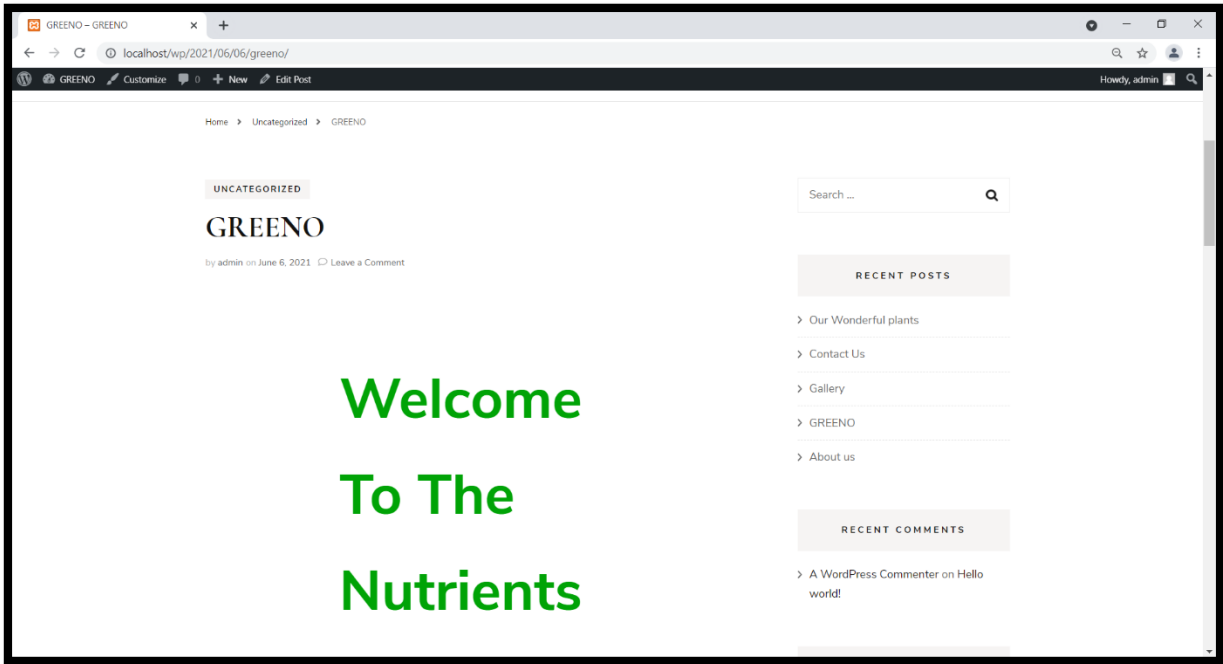 GREENO – GREENO
localhost/wp/2021/06/06/greeno/
GREENO Customize 0 New Edit Post Howdy, admin
Home > Uncategorized > GREENO
UNCATEGORIZED
GREENO
by admin on June 6, 2021 Leave a Comment
Welcome
To The
Nutrients
Search ...
RECENT POSTS
Our Wonderful plants
Contact Us
Gallery
GREENO
About us
RECENT COMMENTS
A WordPress Commenter on Hello
world!